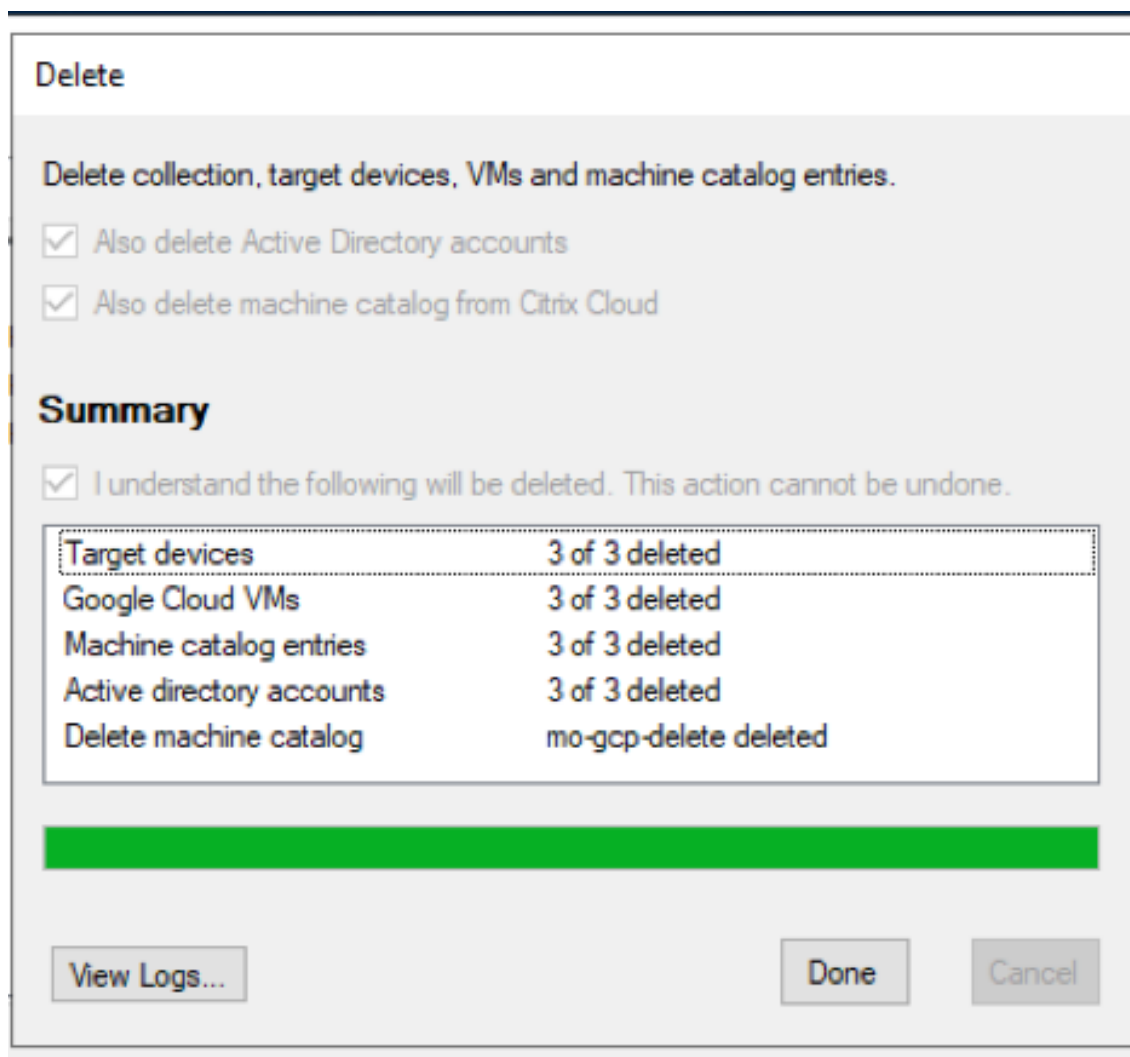 Delete
Delete collection, target devices, VMs and machine catalog entries.
Also delete Active Directory accounts
Also delete machine catalog from Citrix Cloud
Summary
I understand the following will be deleted. This action cannot be undone.
Target devices 3 of 3 deleted
Google Cloud VMs 3 of 3 deleted
Machine catalog entries 3 of 3 deleted
Active directory accounts 3 of 3 deleted
Delete machine catalog mo-gcp-delete deleted
View Logs... Done Cancel